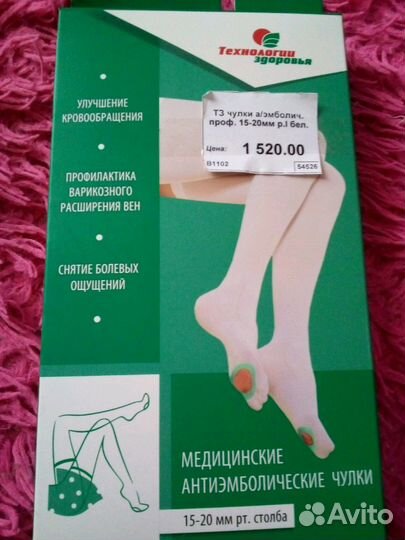 Технологии
здоровья
ТЗ чулки а/эмболич.
проф. 15-20мм р.I бел.
Цена: 1 520.00
В1102 54526
УЛУЧШЕНИЕ
КРОВООБРАЩЕНИЯ
ПРОФИЛАКТИКА
ВАРИКОЗНОГО
РАСШИРЕНИЯ ВЕН
СНЯТИЕ БОЛЕВЫХ
ОЩУЩЕНИЙ
МЕДИЦИНСКИЕ
АНТИЭМБОЛИЧЕСКИЕ ЧУЛКИ
15-20 мм рт. столба
Avito